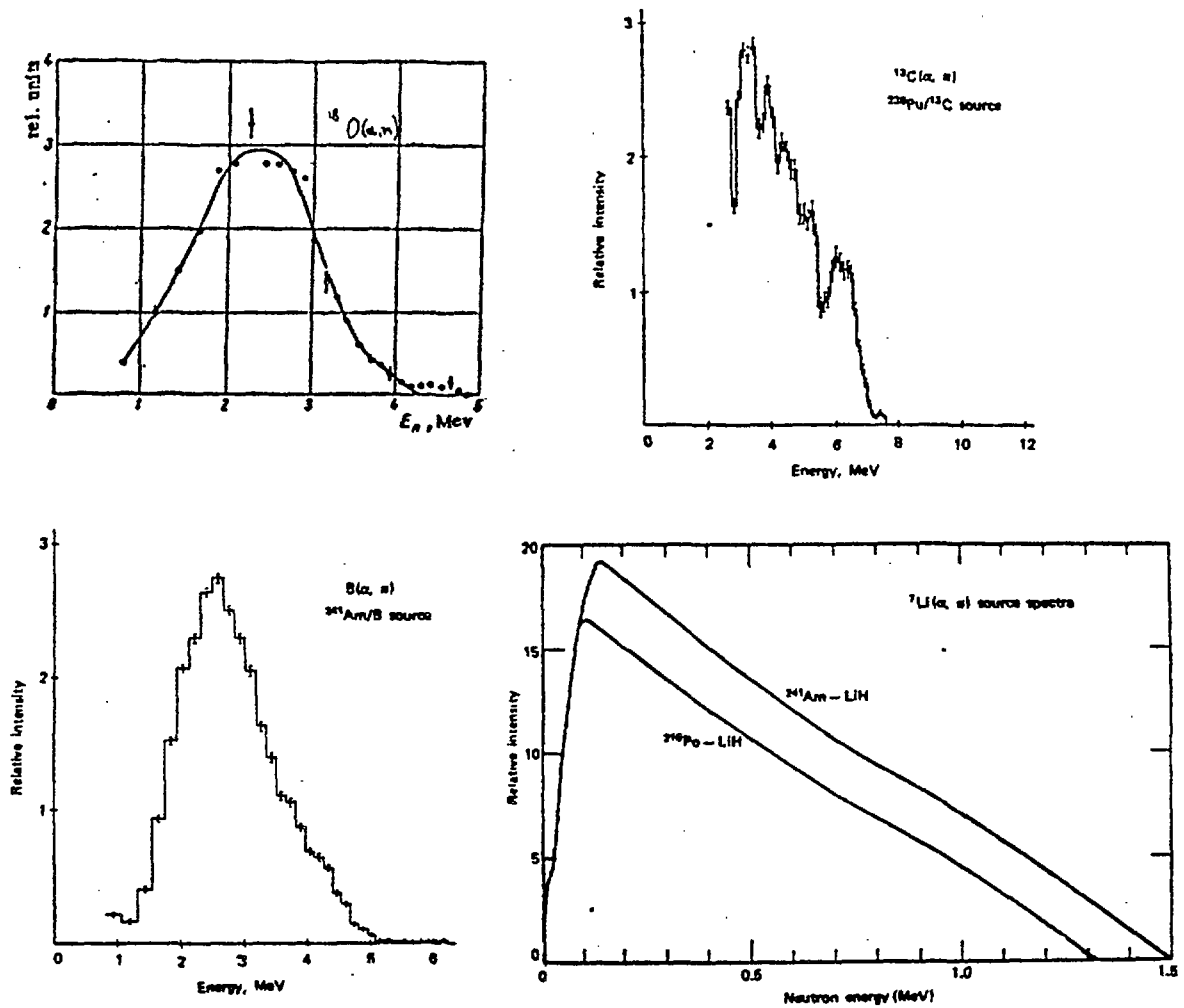 4
3
2
1
rel. units
¹⁸O(α,n)
0 1 2 3 4 5
Eₙ, Mev
3
2
1
Relative intensity
¹³C(α, n)
²³⁸Pu/¹³C source
0 2 4 6 8 10 12
Energy, MeV
3
2
1
Relative intensity
B(α, n)
²⁴¹Am/B source
0 1 2 3 4 5 6
Energy, MeV
20
15
10
5
0
Relative intensity
⁷Li(α, n) source spectra
²⁴¹Am – LiH
²¹⁰Po – LiH
0 0.5 1.0 1.5
Neutron energy (MeV)